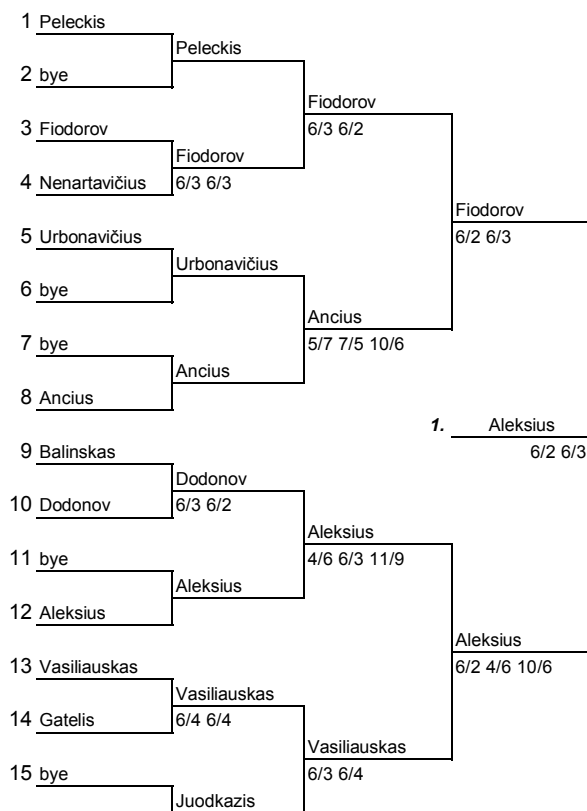 1 Peleckis
Peleckis
2 bye
Fiodorov
6/3 6/2
3 Fiodorov
Fiodorov
4 Nenartavičius 6/3 6/3
Fiodorov
6/2 6/3
5 Urbonavičius
Urbonavičius
6 bye
Ancius
5/7 7/5 10/6
7 bye
Ancius
8 Ancius
1. Aleksius
6/2 6/3
9 Balinskas
Dodonov
10 Dodonov 6/3 6/2
Aleksius
4/6 6/3 11/9
11 bye
Aleksius
12 Aleksius
Aleksius
6/2 4/6 10/6
13 Vasiliauskas
Vasiliauskas
14 Gatelis 6/4 6/4
Vasiliauskas
6/3 6/4
15 bye
Juodkazis